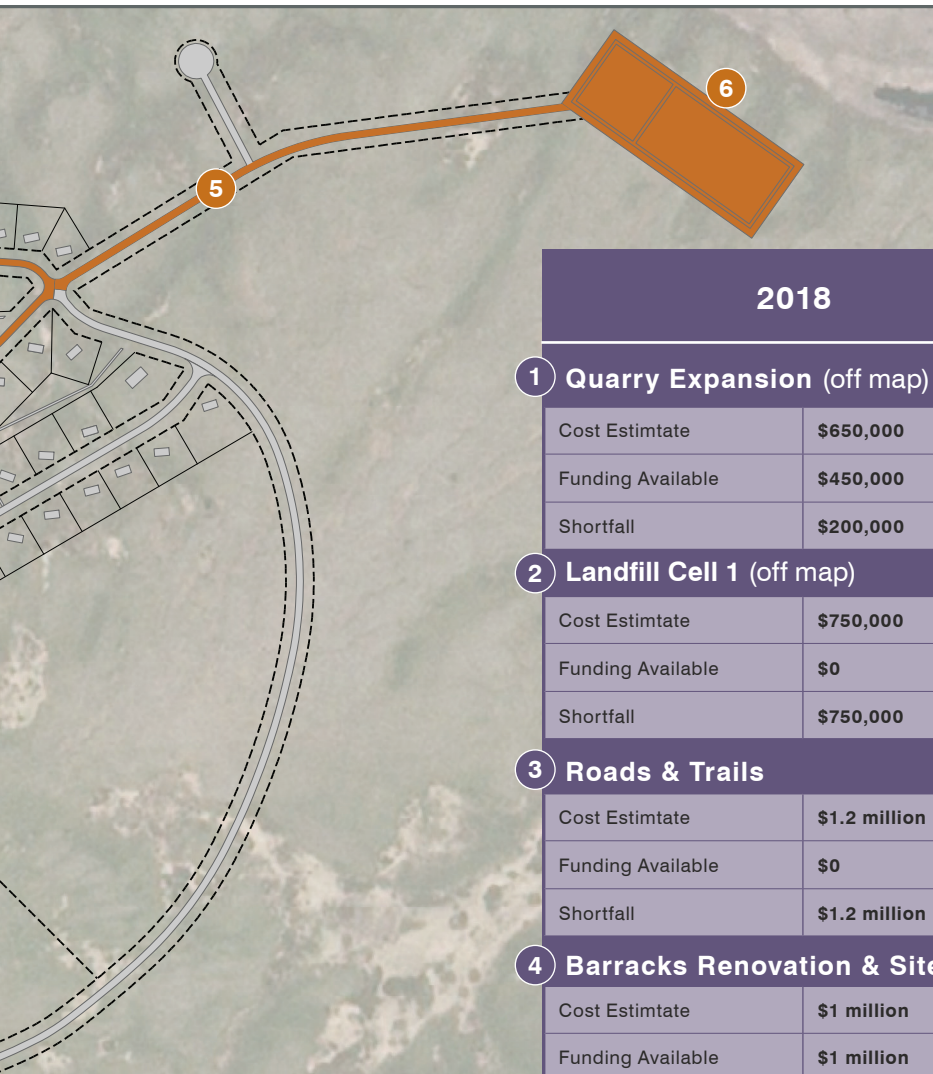 6
5
2018
1 Quarry Expansion (off map)
Cost Estimtate $650,000
Funding Available $450,000
Shortfall $200,000
2 Landfill Cell 1 (off map)
Cost Estimtate $750,000
Funding Available $0
Shortfall $750,000
3 Roads & Trails
Cost Estimtate $1.2 million
Funding Available $0
Shortfall $1.2 million
4 Barracks Renovation & Site
Cost Estimtate $1 million
Funding Available $1 million